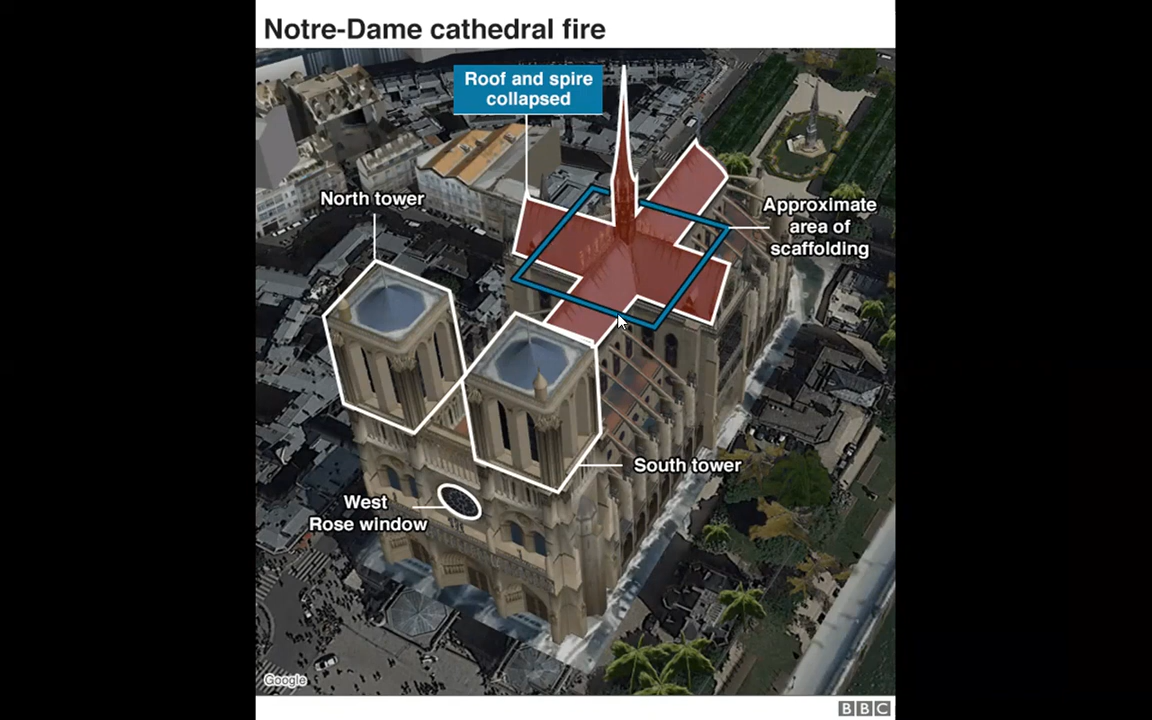 Notre-Dame cathedral fire
Roof and spire
collapsed
North tower
Approximate
area of
scaffolding
South tower
West
Rose window
Google
BBC